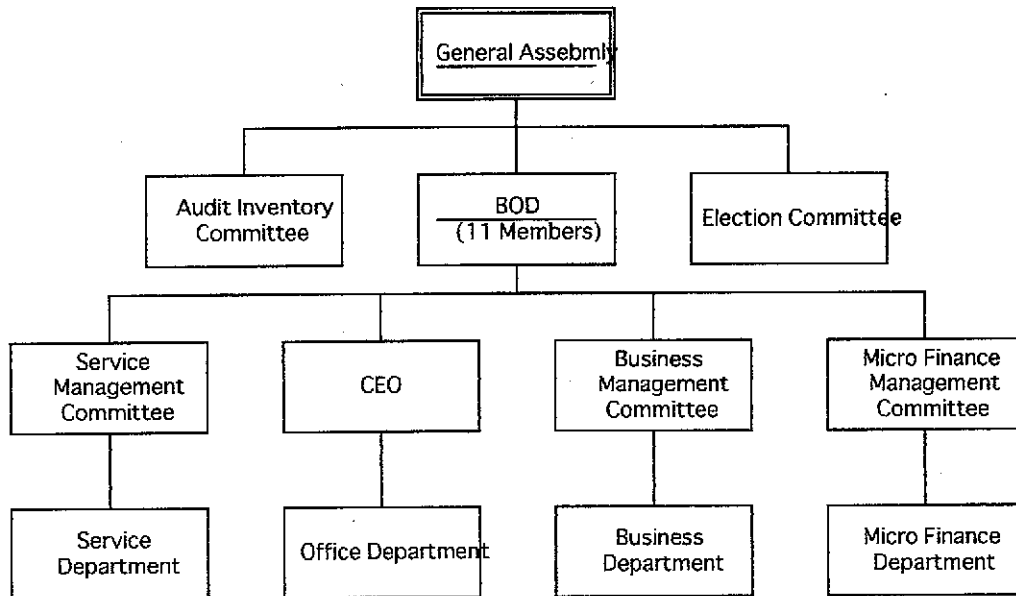 General Assebmly
Audit Inventory
Committee
BOD
(11 Members)
Election Committee
Service
Management
Committee
CEO
Business
Management
Committee
Micro Finance
Management
Committee
Service
Department
Office Department
Business
Department
Micro Finance
Department